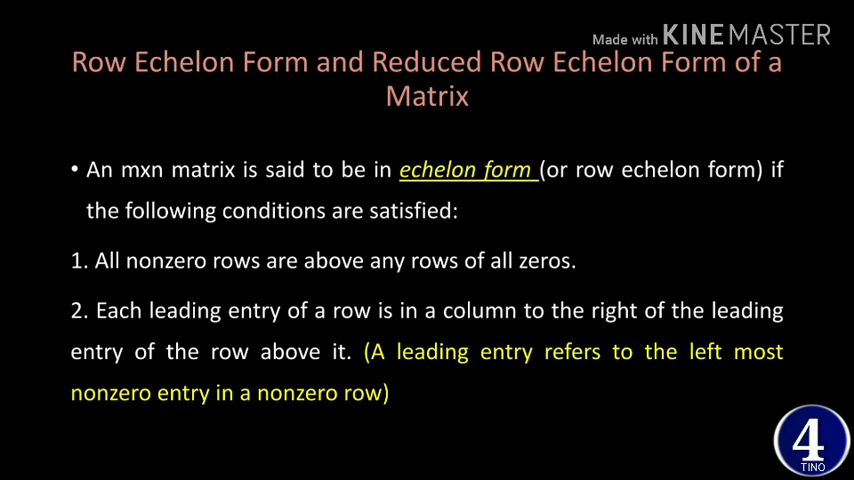 Made with KINEMASTER
Row Echelon Form and Reduced Row Echelon Form of a
Matrix
• An mxn matrix is said to be in echelon form (or row echelon form) if
the following conditions are satisfied:
1. All nonzero rows are above any rows of all zeros.
2. Each leading entry of a row is in a column to the right of the leading
entry of the row above it. (A leading entry refers to the left most
nonzero entry in a nonzero row)
4
TINO